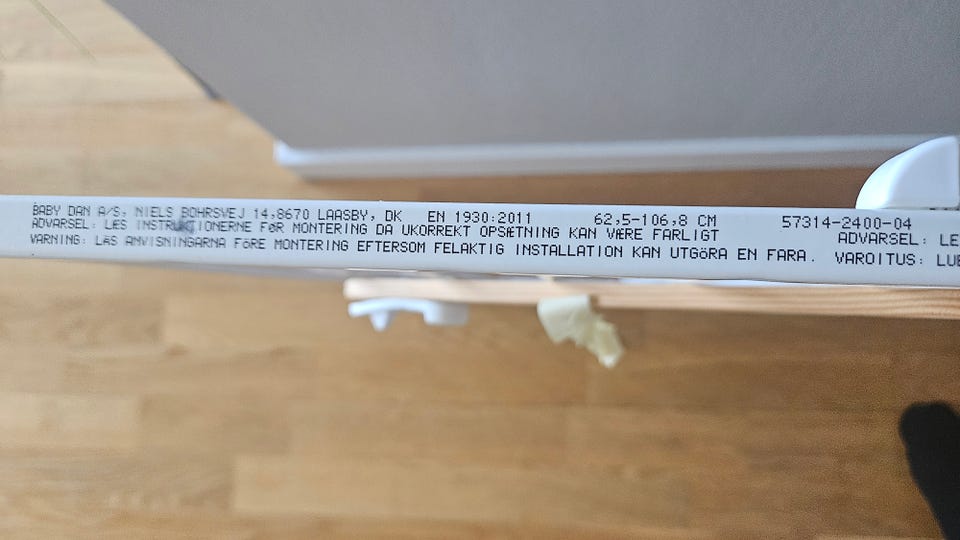 BABY DAN A/S, NIELS BOHRSVEJ 14,8670 LAASBY, DK EN 1930:2011 62,5-106,8 CM 57314-2400-04
ADVARSEL: LÆS INSTRUKTIONERNE FØR MONTERING DA UKORREKT OPSÆTNING KAN VÆRE FARLIGT ADVARSEL: LE
VARNING: LÄS ANVISNINGARNA FÖRE MONTERING EFTERSOM FELAKTIG INSTALLATION KAN UTGÖRA EN FARA. VAROITUS: LUE